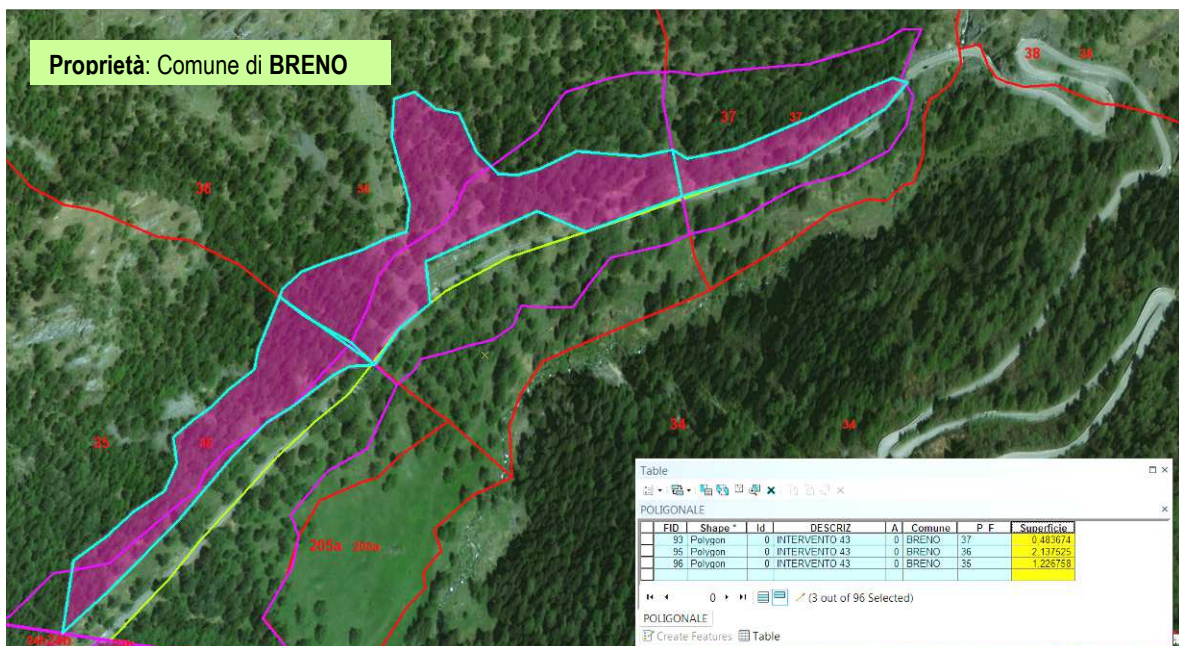 Proprietà: Comune di BRENO
38
37
37
36
36
35
34
34
205a 205a
Table
POLIGONALE
FID Shape * Id DESCRIZ A Comune P_F Superficie
93 Polygon 0 INTERVENTO 43 0 BRENO 37 0,483674
95 Polygon 0 INTERVENTO 43 0 BRENO 36 2,137525
96 Polygon 0 INTERVENTO 43 0 BRENO 35 1,226758
0 (3 out of 96 Selected)
POLIGONALE
Create Features Table